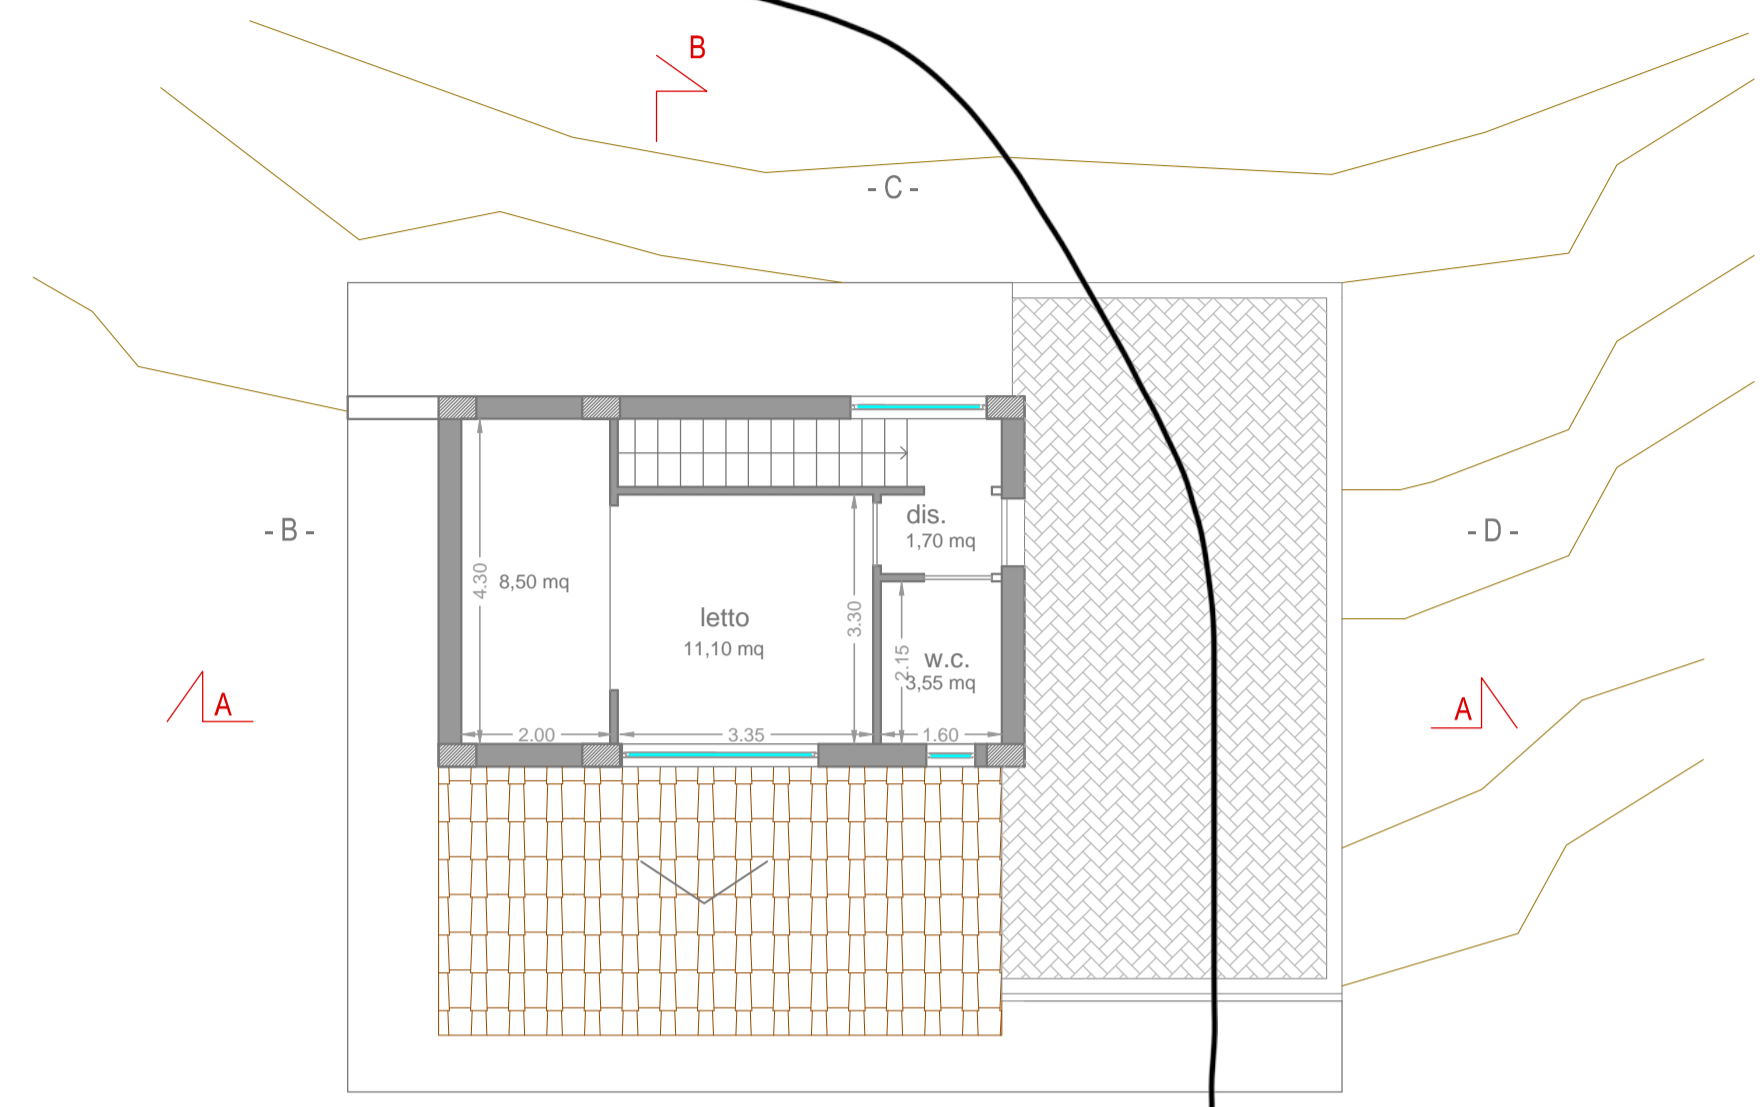 B
- C -
dis.
1,70 mq
- B -
- D -
4.30
8,50 mq
letto
11,10 mq
3.30
2.15
w.c.
3,55 mq
A
A
2.00
3.35
1.60